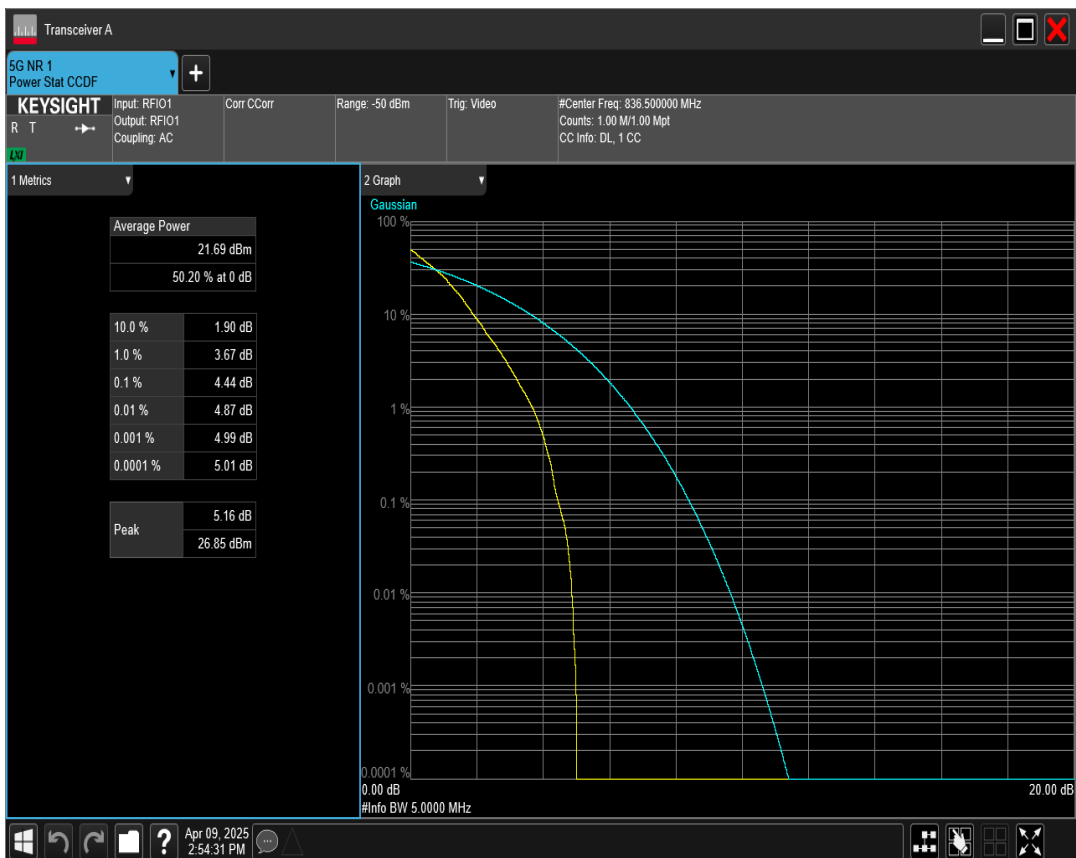 Transceiver A
5G NR 1
Power Stat CCDF
+
KEYSIGHT
R T
LXI
Input: RFIO1
Output: RFIO1
Coupling: AC
Corr CCorr
Range: -50 dBm
Trig: Video
#Center Freq: 836.500000 MHz
Counts: 1.00 M/1.00 Mpt
CC Info: DL, 1 CC
1 Metrics
Average Power
21.69 dBm
50.20 % at 0 dB
10.0 % 1.90 dB
1.0 % 3.67 dB
0.1 % 4.44 dB
0.01 % 4.87 dB
0.001 % 4.99 dB
0.0001 % 5.01 dB
Peak
5.16 dB
26.85 dBm
2 Graph
Gaussian
100 %
10 %
1 %
0.1 %
0.01 %
0.001 %
0.0001 %
0.00 dB 20.00 dB
#Info BW 5.0000 MHz
?
Apr 09, 2025
2:54:31 PM